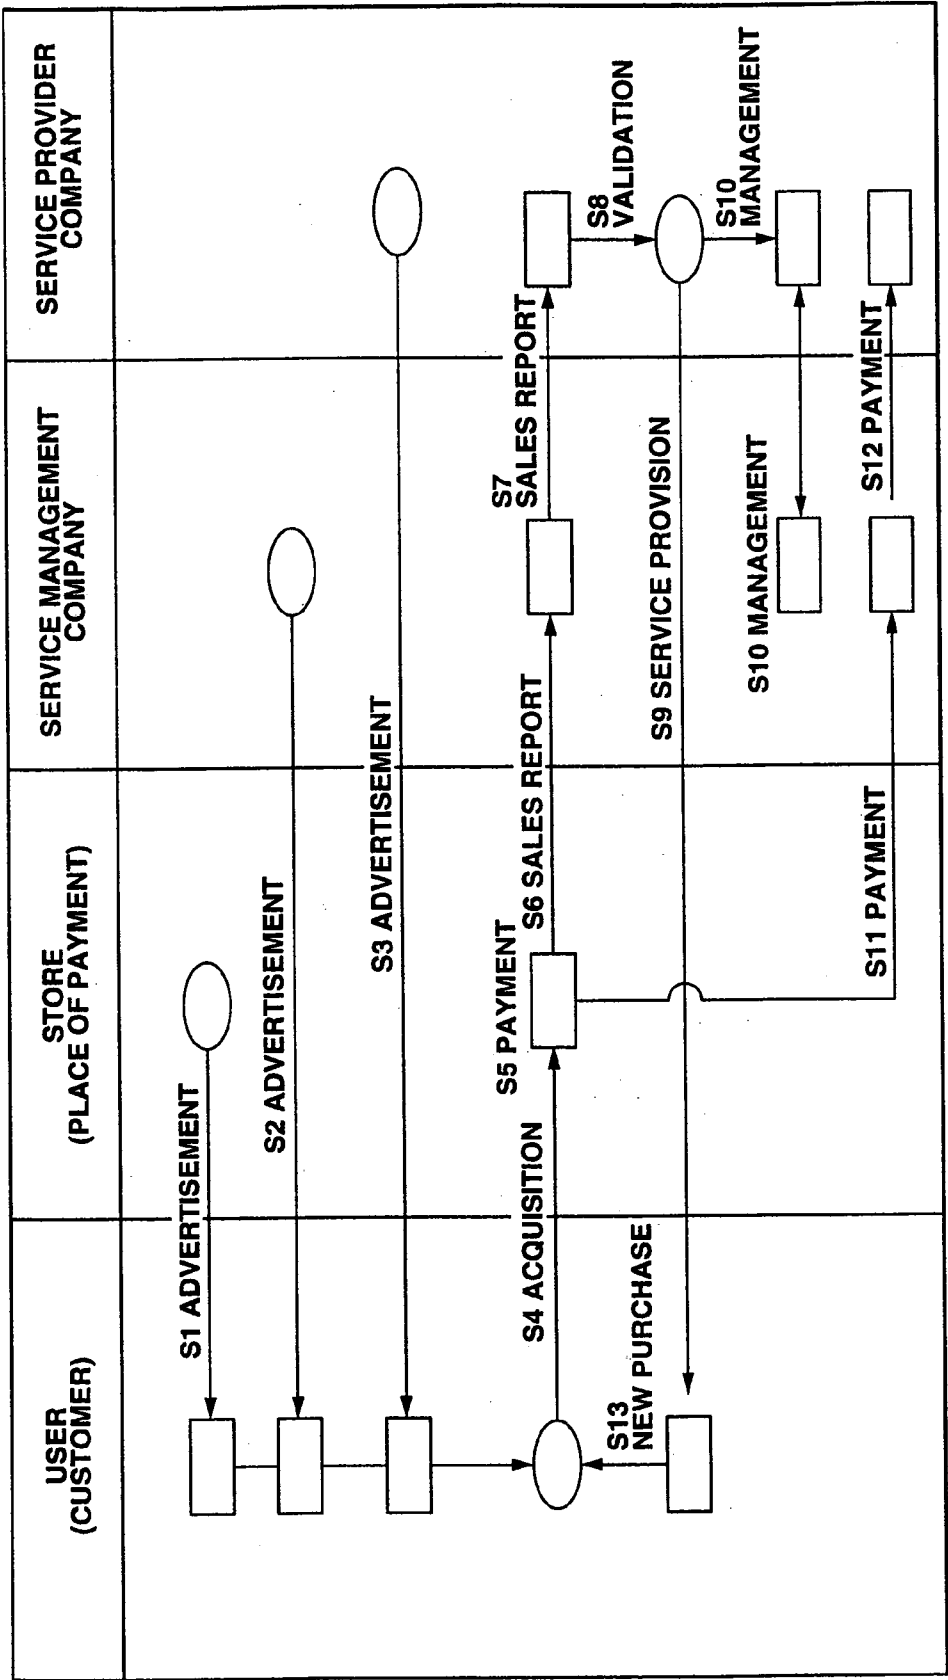 USER
(CUSTOMER)
STORE
(PLACE OF PAYMENT)
SERVICE MANAGEMENT
COMPANY
SERVICE PROVIDER
COMPANY
S1 ADVERTISEMENT
S2 ADVERTISEMENT
S3 ADVERTISEMENT
S4 ACQUISITION
S5 PAYMENT
S6 SALES REPORT
S7
SALES REPORT
S8
VALIDATION
S13
NEW PURCHASE
S9 SERVICE PROVISION
S10
MANAGEMENT
S10 MANAGEMENT
S11 PAYMENT
S12 PAYMENT